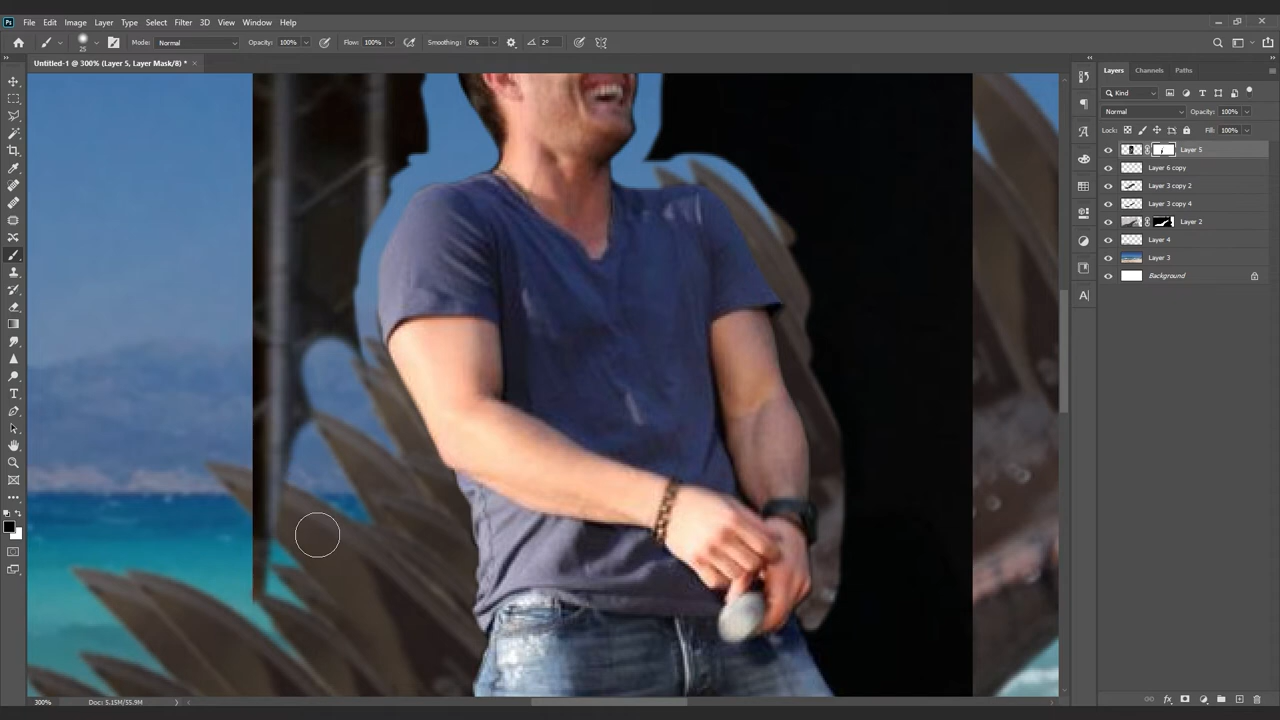 Ps File Edit Image Layer Type Select Filter 3D View Window Help
25 Mode: Normal Opacity: 100% Flow: 100% Smoothing: 0% 2°
Untitled-1 @ 300% (Layer 5, Layer Mask/8) * ×
Layers Channels Paths
Kind
Normal Opacity: 100%
Lock: Fill: 100%
Layer 5
Layer 6 copy
Layer 3 copy 2
Layer 3 copy 4
Layer 2
Layer 4
Layer 3
Background
300% Doc: 5.15M/55.9M